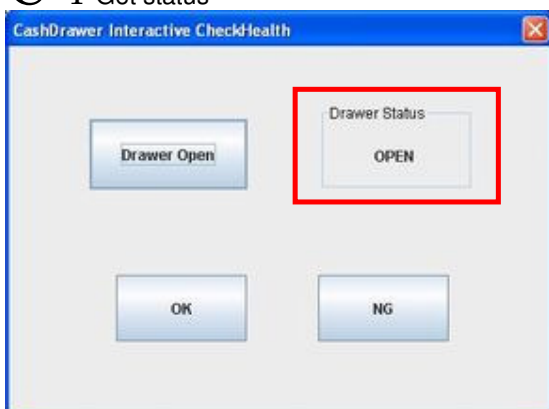 Get status
CashDrawer Interactive CheckHealth
Drawer Status
Drawer Open
OPEN
OK
NG